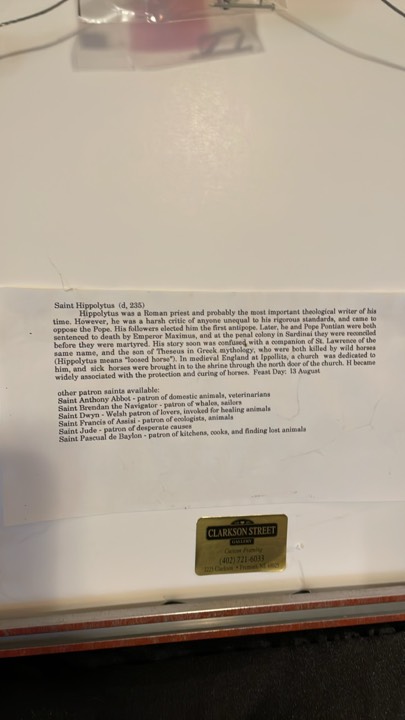 Saint Hippolytus (d, 235)
Hippolytus was a Roman priest and probably the most important theological writer of his
time. However, he was a harsh critic of anyone unequal to his rigorous standards, and came to
oppose the Pope. His followers elected him the first antipope. Later, he and Pope Pontian were both
sentenced to death by Emperor Maximus, and at the penal colony in Sardinai they were reconciled
before they were martyred. His story soon was confused with a companion of St. Lawrence of the
same name, and the son of Theseus in Greek mythology, who were both killed by wild horses
(Hippolytus means "loosed horse"). In medieval England at Ippollits, a church was dedicated to
him, and sick horses were brought in to the shrine through the north door of the church. H became
widely associated with the protection and curing of horses. Feast Day: 13 August
other patron saints available:
Saint Anthony Abbot - patron of domestic animals, veterinarians
Saint Brendan the Navigator - patron of whales, sailors
Saint Dwyn - Welsh patron of lovers, invoked for healing animals
Saint Francis of Assisi - patron of ecologists, animals
Saint Jude - patron of desperate causes
Saint Pascual de Baylon - patron of kitchens, cooks, and finding lost animals
CLARKSON STREET
GALLERY
Custom Framing
(402) 721-6033